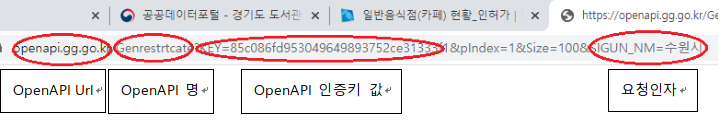 공공데이터포털 - 경기도 도서관
일반음식점(카페) 현황_인허가 |
https://openapi.gg.go.kr/Ge
openapi.gg.go.kr/Genrestrtcate?KEY=85c086fd953049649893752ce31333f1&pIndex=1&Size=100&SIGUN_NM=수원시
OpenAPI Url
OpenAPI 명
OpenAPI 인증키 값
요청인자